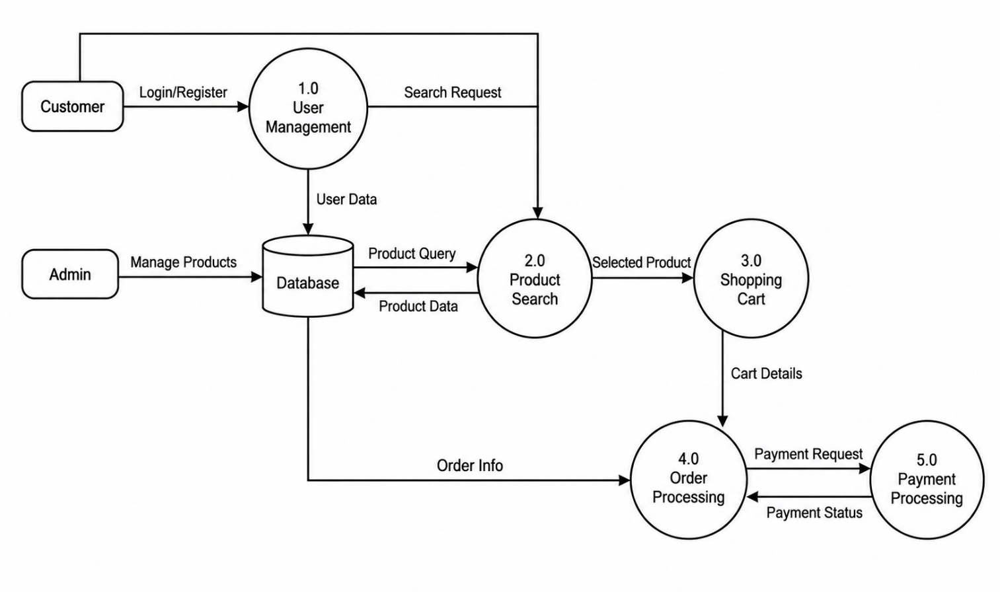 Customer
Login/Register
1.0
User
Management
Search Request
User Data
Admin
Manage Products
Database
Product Query
Product Data
2.0
Product
Search
Selected Product
3.0
Shopping
Cart
Cart Details
Order Info
4.0
Order
Processing
Payment Request
Payment Status
5.0
Payment
Processing